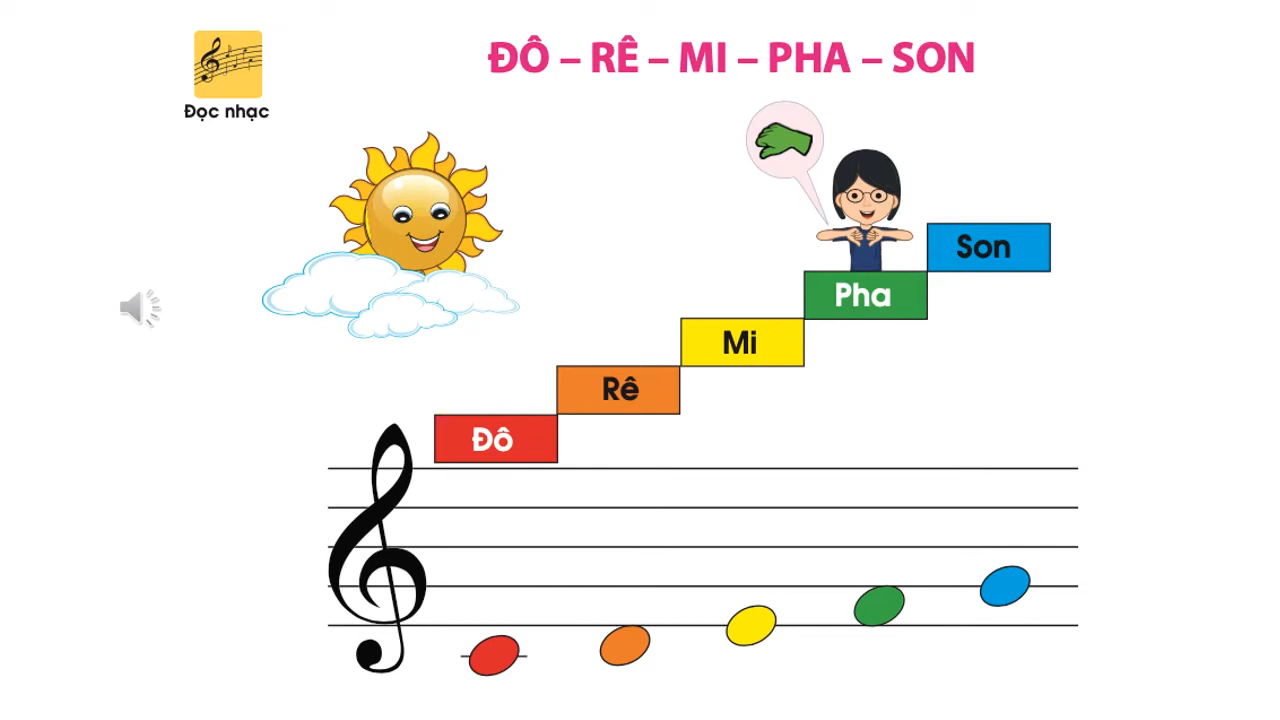 ĐÔ – RÊ – MI – PHA – SON
Đọc nhạc
Son
Pha
Mi
Rê
Đô